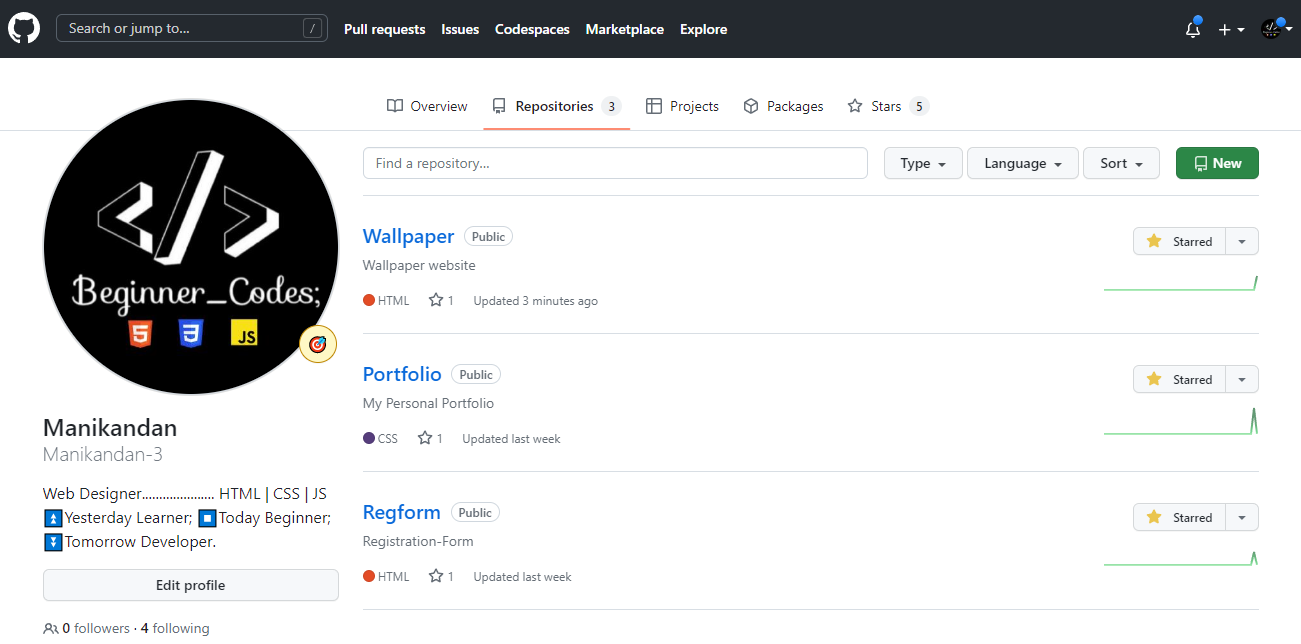 Search or jump to... / Pull requests Issues Codespaces Marketplace Explore
Overview Repositories 3 Projects Packages Stars 5
Find a repository... Type Language Sort New
</>
Beginner_Codes;
5 3 JS
Manikandan
Manikandan-3
Web Designer..................... HTML | CSS | JS
⏫Yesterday Learner; ⏹Today Beginner;
⏬Tomorrow Developer.
Edit profile
0 followers · 4 following
Wallpaper Public Starred
Wallpaper website
HTML 1 Updated 3 minutes ago
Portfolio Public Starred
My Personal Portfolio
CSS 1 Updated last week
Regform Public Starred
Registration-Form
HTML 1 Updated last week